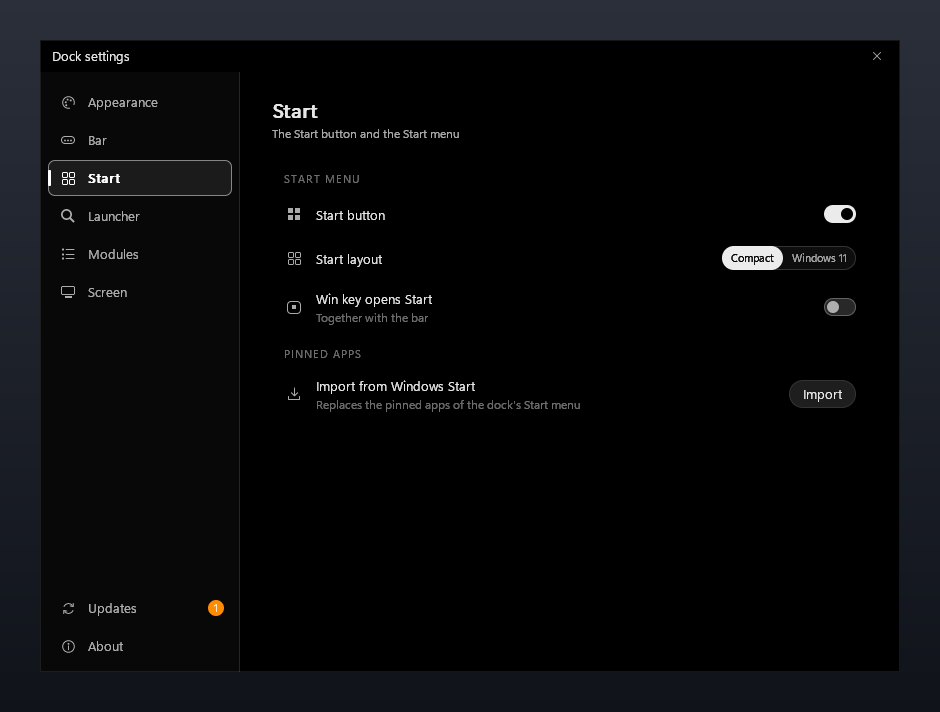 Dock settings
Appearance
Bar
Start
Launcher
Modules
Screen
Updates
1
About
Start
The Start button and the Start menu
START MENU
Start button
Start layout
Compact
Windows 11
Win key opens Start
Together with the bar
PINNED APPS
Import from Windows Start
Replaces the pinned apps of the dock's Start menu
Import